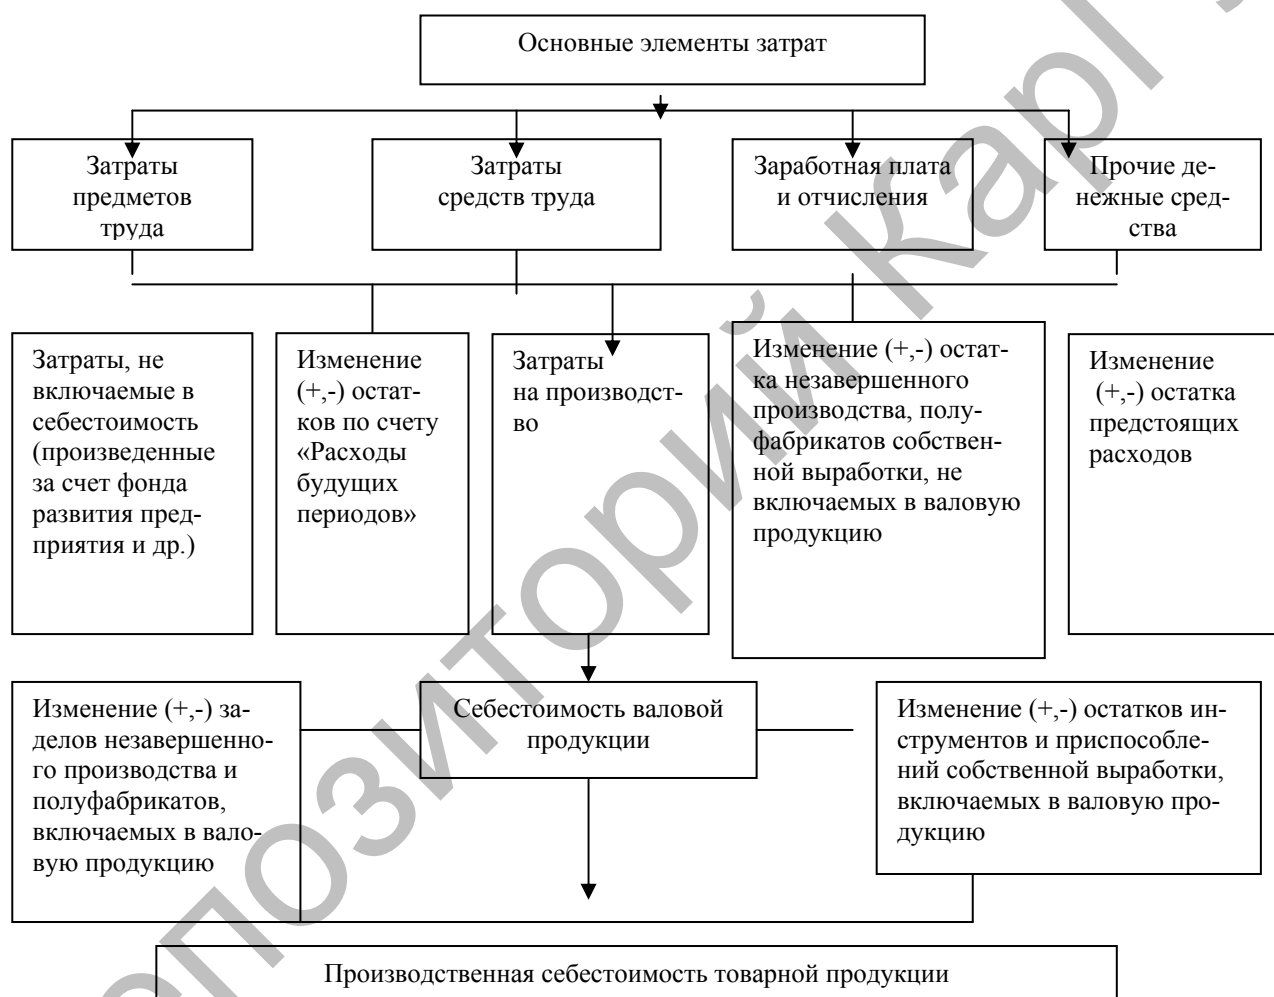 Основные элементы затрат
Затраты
предметов
труда
Затраты
средств труда
Заработная плата
и отчисления
Прочие де-
нежные сред-
ства
Затраты, не
включаемые в
себестоимость
(произведенные
за счет фонда
развития пред-
приятия и др.)
Изменение
(+,-) остат-
ков по счету
«Расходы
будущих
периодов»
Затраты
на производст-
во
Изменение (+,-) остат-
ка незавершенного
производства, полу-
фабрикатов собствен-
ной выработки, не
включаемых в валовую
продукцию
Изменение
(+,-) остатка
предстоящих
расходов
Изменение (+,-) за-
делов незавершенно-
го производства и
полуфабрикатов,
включаемых в вало-
вую продукцию
Себестоимость валовой
продукции
Изменение (+,-) остатков ин-
струментов и приспособле-
ний собственной выработки,
включаемых в валовую про-
дукцию
Производственная себестоимость товарной продукции